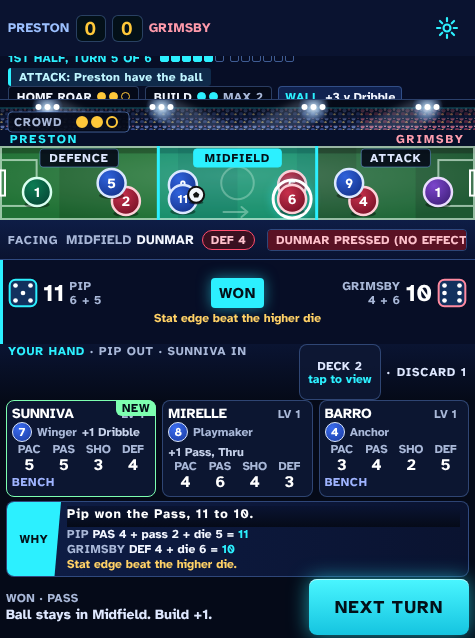 PRESTON 0 0 GRIMSBY
1ST HALF, TURN 5 OF 6
ATTACK: Preston have the ball
HOME ROAR BUILD MAX 2 WALL +3 v Dribble
CROWD
PRESTON GRIMSBY
DEFENCE MIDFIELD ATTACK
1 5 2 11 6 9 4 1
FACING MIDFIELD DUNMAR DEF 4 DUNMAR PRESSED (NO EFFECT
11 PIP 6 + 5 WON GRIMSBY 4 + 6 10
Stat edge beat the higher die
YOUR HAND · PIP OUT · SUNNIVA IN
DECK 2
tap to view
· DISCARD 1
NEW
SUNNIVA
7 Winger +1 Dribble
PAC PAS SHO DEF
5 5 3 4
BENCH
MIRELLE LV 1
8 Playmaker
+1 Pass, Thru
PAC PAS SHO DEF
4 6 4 3
BARRO LV 1
4 Anchor
PAC PAS SHO DEF
3 4 2 5
BENCH
WHY
Pip won the Pass, 11 to 10.
PIP PAS 4 + pass 2 + die 5 = 11
GRIMSBY DEF 4 + die 6 = 10
Stat edge beat the higher die.
WON · PASS
Ball stays in Midfield. Build +1.
NEXT TURN